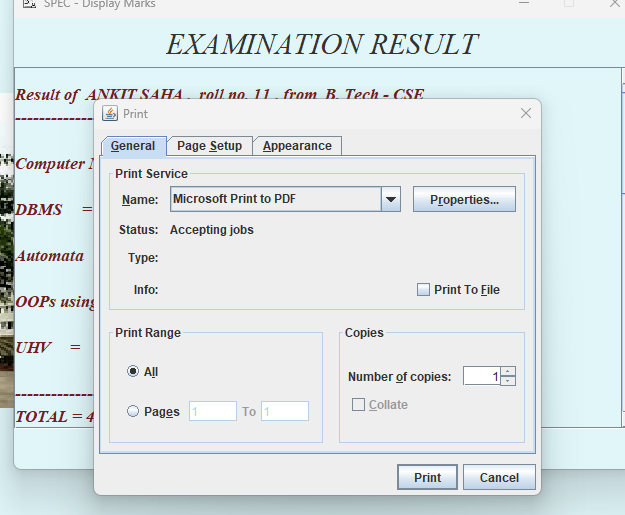 SPEC - Display Marks
EXAMINATION RESULT
Result of ANKIT SAHA , roll no. 11 , from B. Tech - CSE
Print
General Page Setup Appearance
Print Service
Computer
Name: Microsoft Print to PDF Properties...
DBMS =
Status: Accepting jobs
Automata
Type:
Info: Print To File
OOPs using
Print Range Copies
UHV =
All
Number of copies: 1
Pages 1 To 1
Collate
TOTAL = 4
Print Cancel